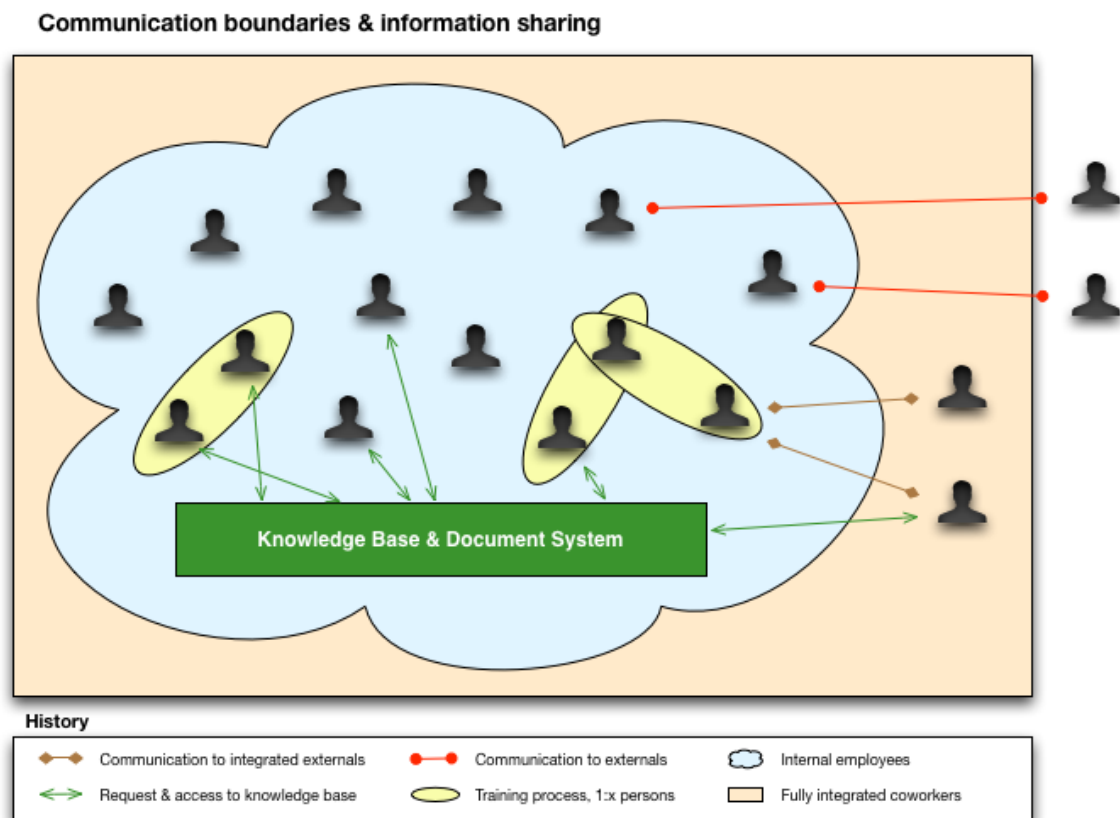 Communication boundaries & information sharing
Knowledge Base & Document System
History
Communication to integrated externals
Communication to externals
Internal employees
Request & access to knowledge base
Training process, 1:x persons
Fully integrated coworkers